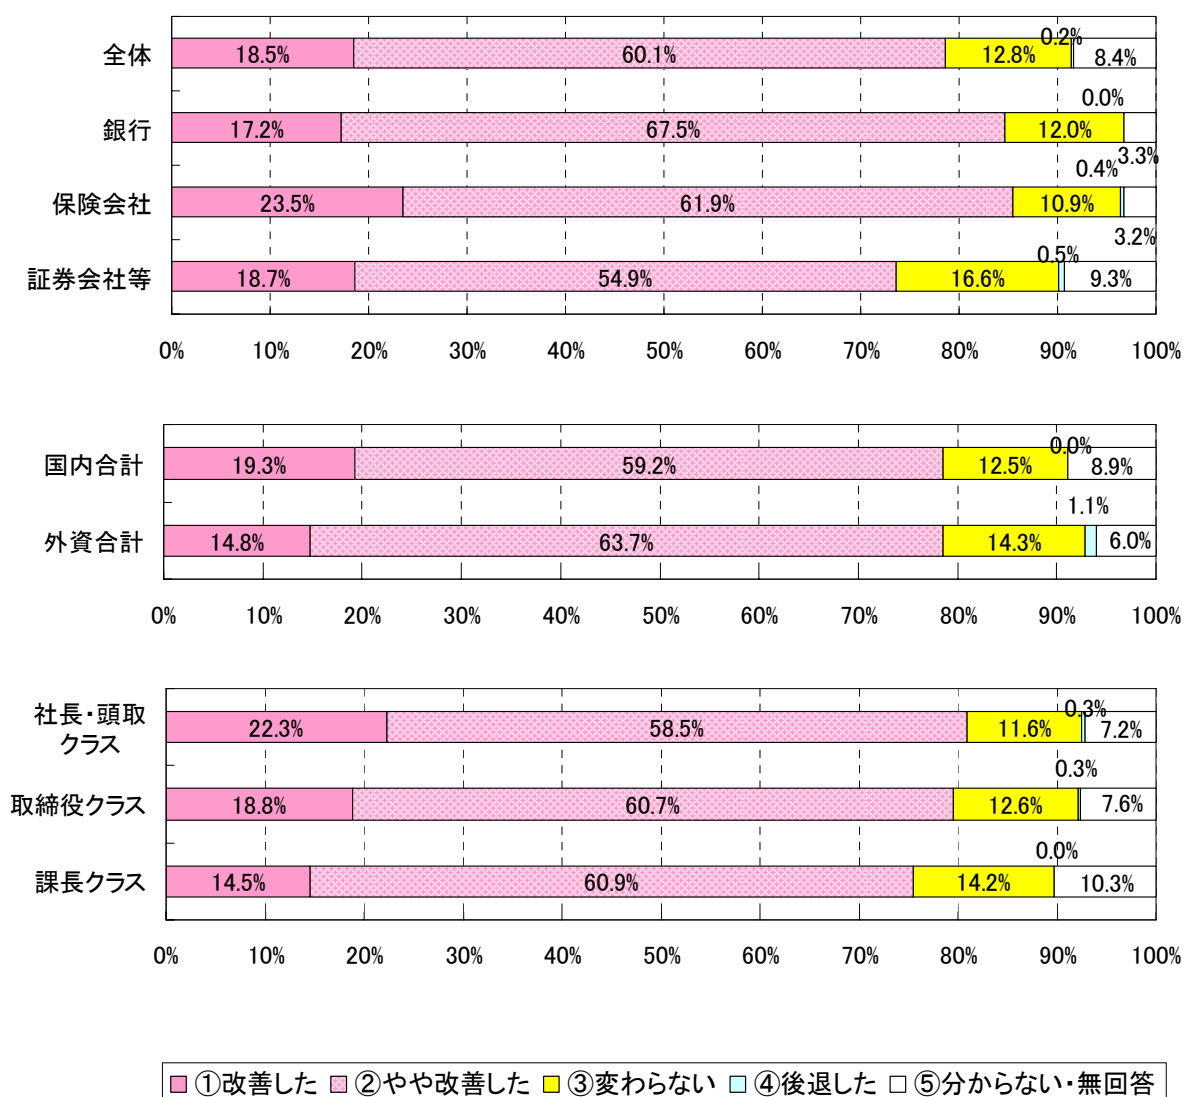 0.2%
全体 18.5% 60.1% 12.8% 8.4%
0.0%
銀行 17.2% 67.5% 12.0%
0.4% 3.3%
保険会社 23.5% 61.9% 10.9%
3.2%
0.5%
証券会社等 18.7% 54.9% 16.6% 9.3%
0% 10% 20% 30% 40% 50% 60% 70% 80% 90% 100%
0.0%
国内合計 19.3% 59.2% 12.5% 8.9%
1.1%
外資合計 14.8% 63.7% 14.3% 6.0%
0% 10% 20% 30% 40% 50% 60% 70% 80% 90% 100%
0.3%
社長・頭取
クラス 22.3% 58.5% 11.6% 7.2%
0.3%
取締役クラス 18.8% 60.7% 12.6% 7.6%
0.0%
課長クラス 14.5% 60.9% 14.2% 10.3%
0% 10% 20% 30% 40% 50% 60% 70% 80% 90% 100%
①改善した ②やや改善した ③変わらない ④後退した ⑤分からない・無回答